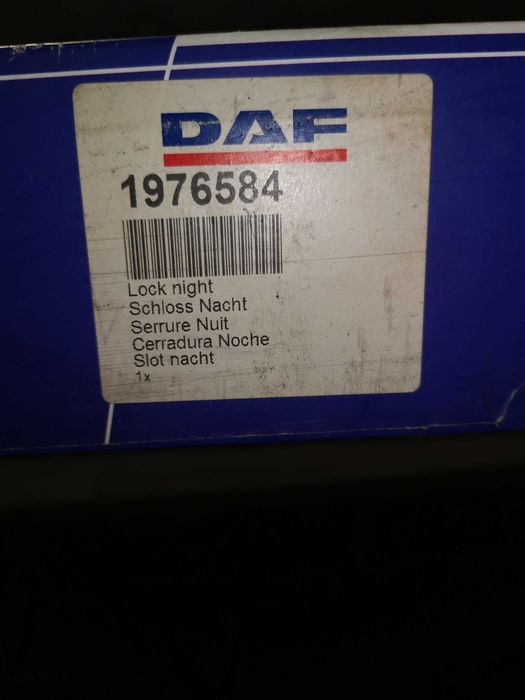 DAF
1976584
Lock night
Schloss Nacht
Serrure Nuit
Cerradura Noche
Slot nacht
1x